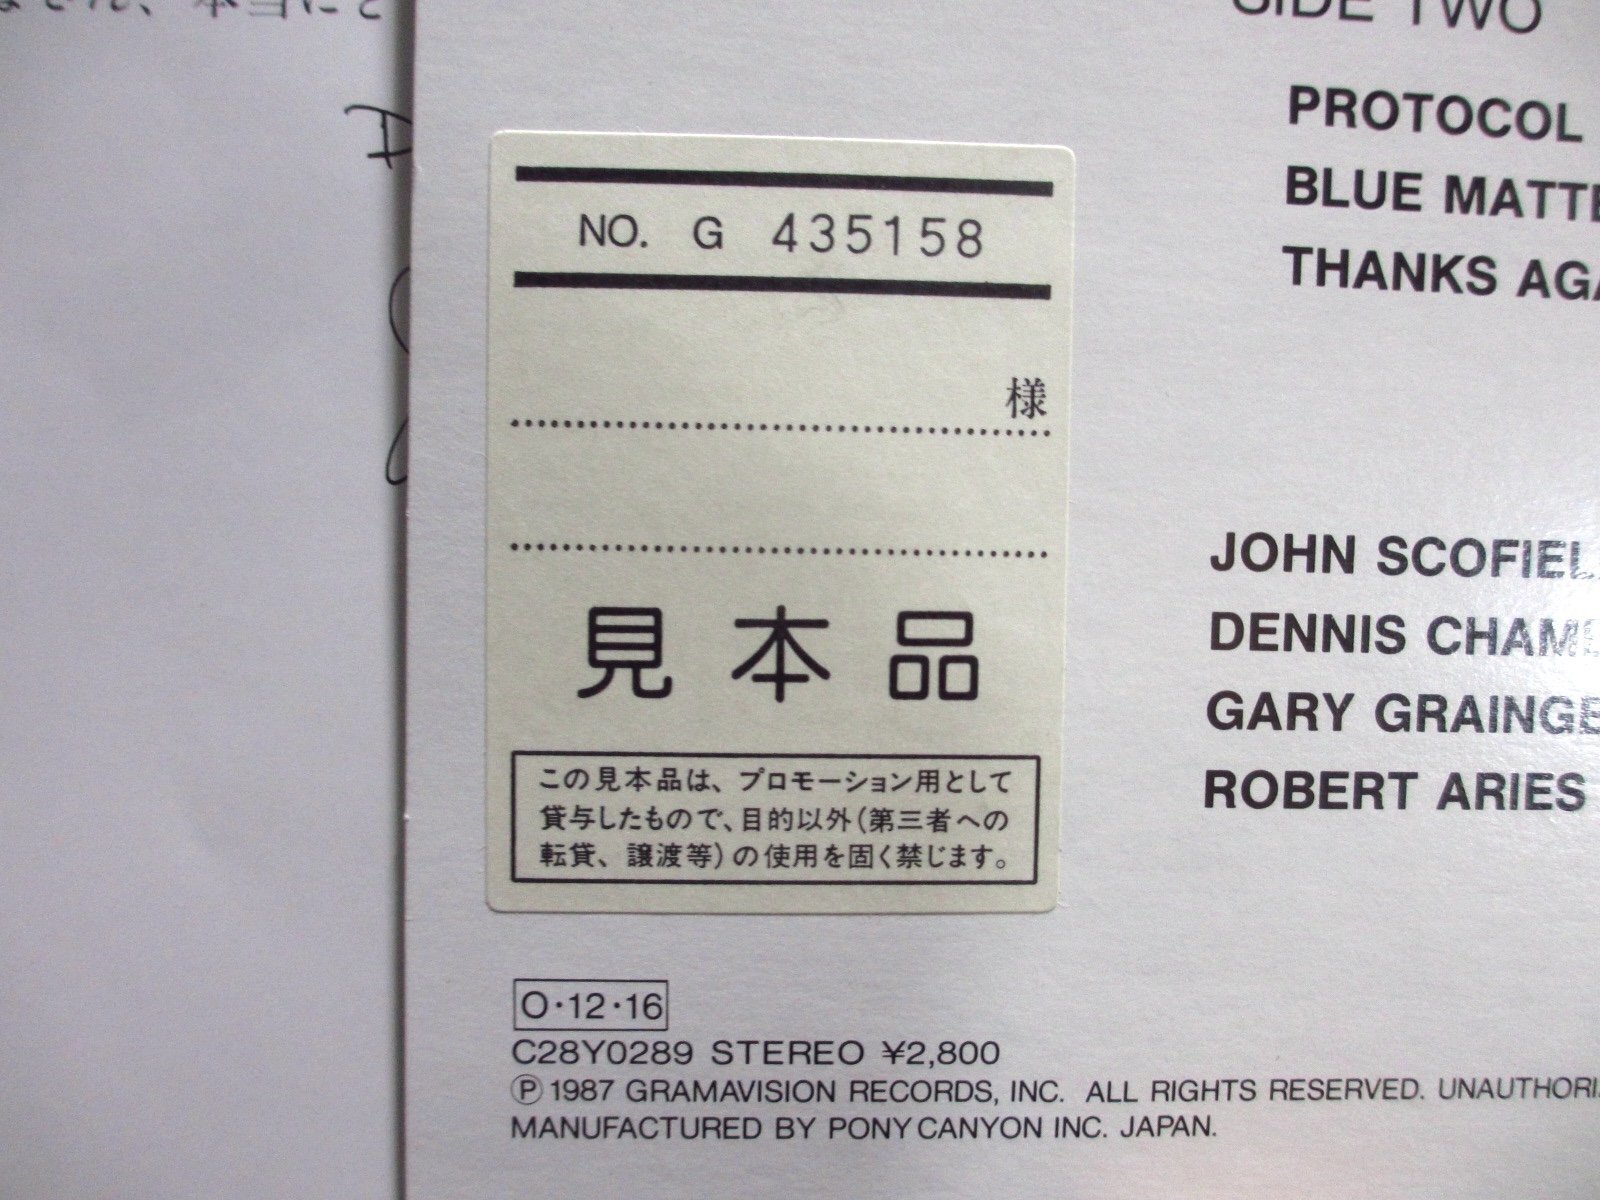 本当にと
SIDE TWO
PROTOCOL
BLUE MATTE
THANKS AGA
NO. G 435158
様
見本品
この見本品は、プロモーション用として
貸与したもので、目的以外(第三者への
転貸、譲渡等)の使用を固く禁じます。
JOHN SCOFIEL
DENNIS CHAM
GARY GRAINGE
ROBERT ARIES
O・12・16
C28Y0289 STEREO ¥2,800
Ⓟ 1987 GRAMAVISION RECORDS, INC. ALL RIGHTS RESERVED. UNAUTHORI
MANUFACTURED BY PONY CANYON INC. JAPAN.